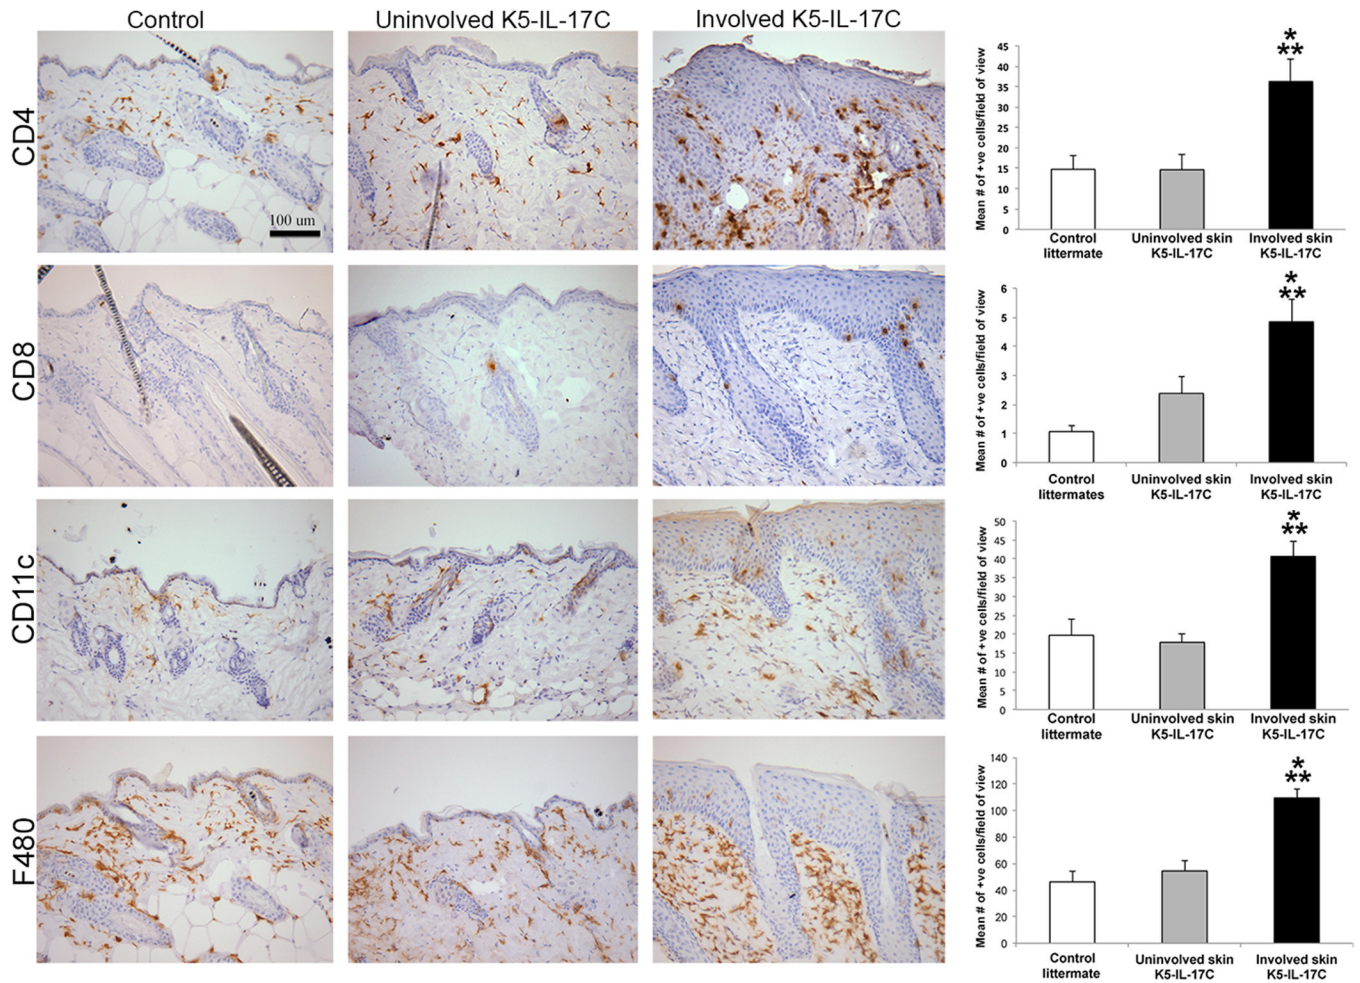 Control
Uninvolved K5-IL-17C
Involved K5-IL-17C
CD4
100 um
Mean # of +ve cells/field of view
45
40
35
30
25
20
15
10
5
0
*
**
Control
littermate
Uninvolved skin
K5-IL-17C
Involved skin
K5-IL-17C
CD8
Mean # of +ve cells/field of view
6
5
4
3
2
1
0
*
**
Control
littermates
Uninvolved skin
K5-IL-17C
Involved skin
K5-IL-17C
CD11c
Mean # of +ve cells/field of view
50
45
40
35
30
25
20
15
10
5
0
*
**
Control
littermate
Uninvolved skin
K5-IL-17C
Involved skin
K5-IL-17C
F480
Mean # of +ve cells/field of view
140
120
100
80
60
40
20
0
*
**
Control
littermate
Uninvolved skin
K5-IL-17C
Involved skin
K5-IL-17C